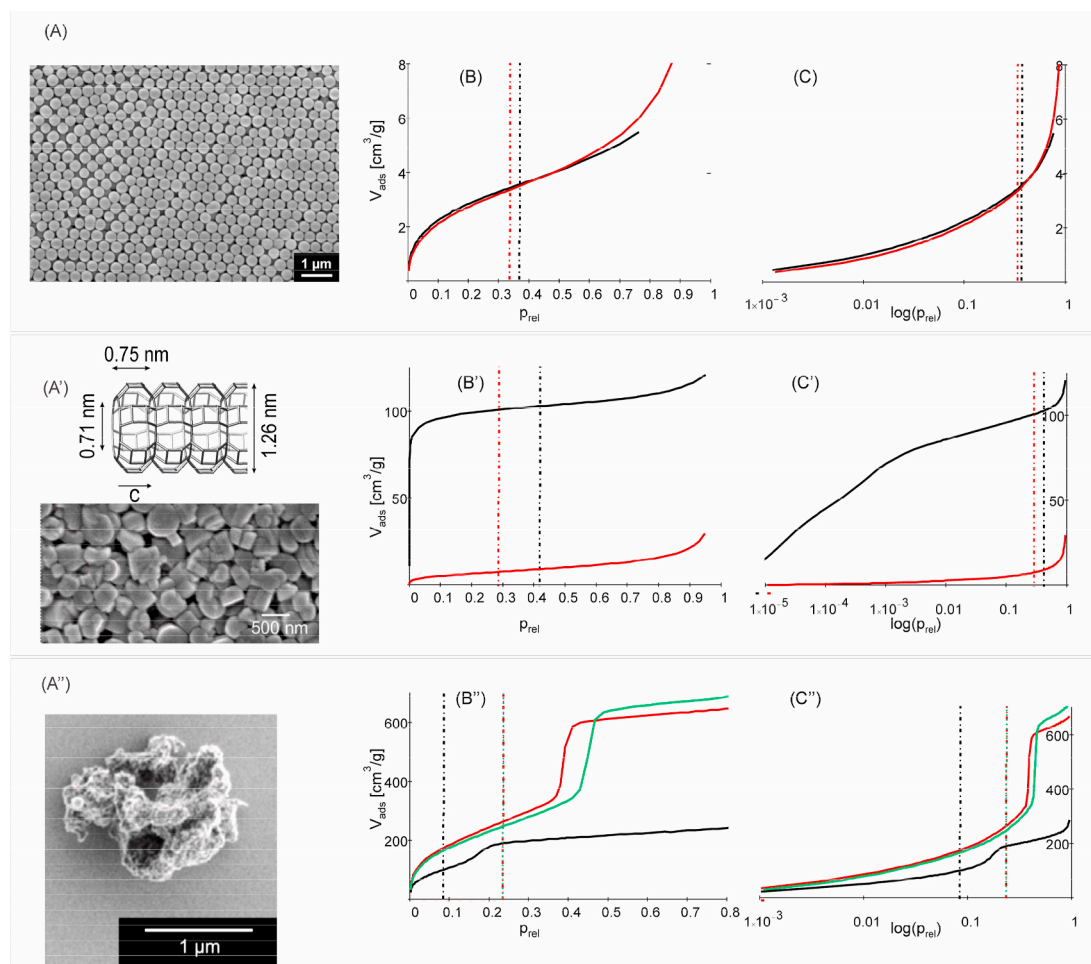 (A)
1 µm
(B)
V_ads [cm³/g]
8
6
4
2
0 0.1 0.2 0.3 0.4 0.5 0.6 0.7 0.8 0.9 1
p_rel
(C)
8
6
4
2
1×10⁻³ 0.01 0.1 1
log(p_rel)
(A')
0.75 nm
0.71 nm
1.26 nm
c
500 nm
(B')
V_ads [cm³/g]
100
50
0 0.1 0.2 0.3 0.4 0.5 0.6 0.7 0.8 0.9 1
p_rel
(C')
V_ads [cm³/g]
100
50
1×10⁻⁵ 1×10⁻⁴ 1×10⁻³ 0.01 0.1 1
log(p_rel)
(A'')
1 µm
(B'')
V_ads [cm³/g]
600
400
200
0 0.1 0.2 0.3 0.4 0.5 0.6 0.7 0.8
p_rel
(C'')
600
400
200
1×10⁻³ 0.01 0.1 1
log(p_rel)